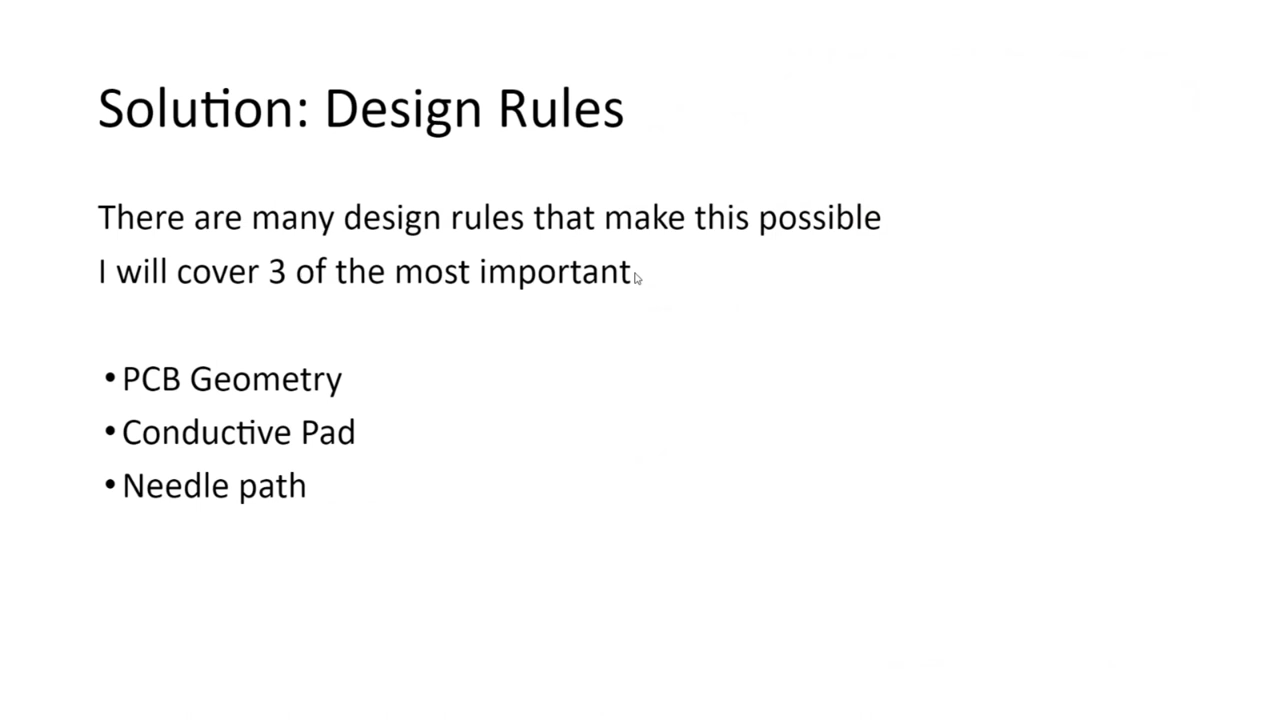 Solution: Design Rules
There are many design rules that make this possible
I will cover 3 of the most important
• PCB Geometry
• Conductive Pad
• Needle path